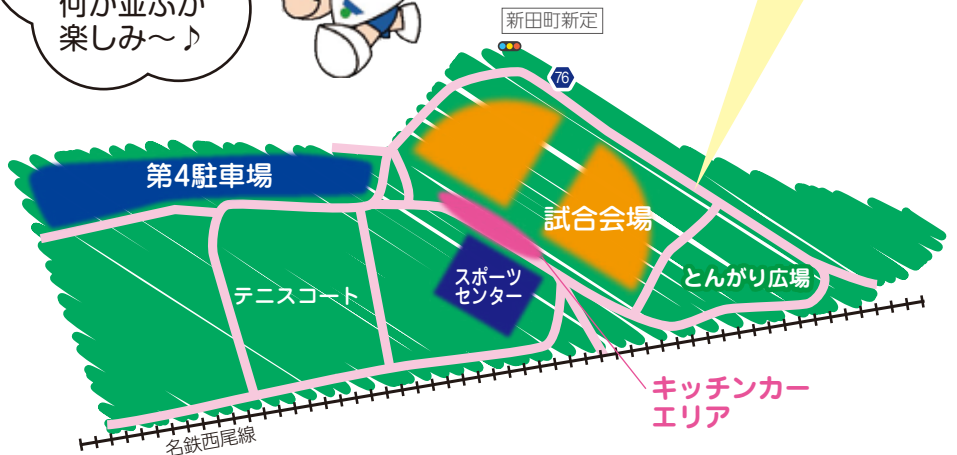 何が並ぶか
楽しみ～♪
新田町新定
76
第4駐車場
試合会場
スポーツ
センター
とんがり広場
テニスコート
キッチンカー
エリア
名鉄西尾線